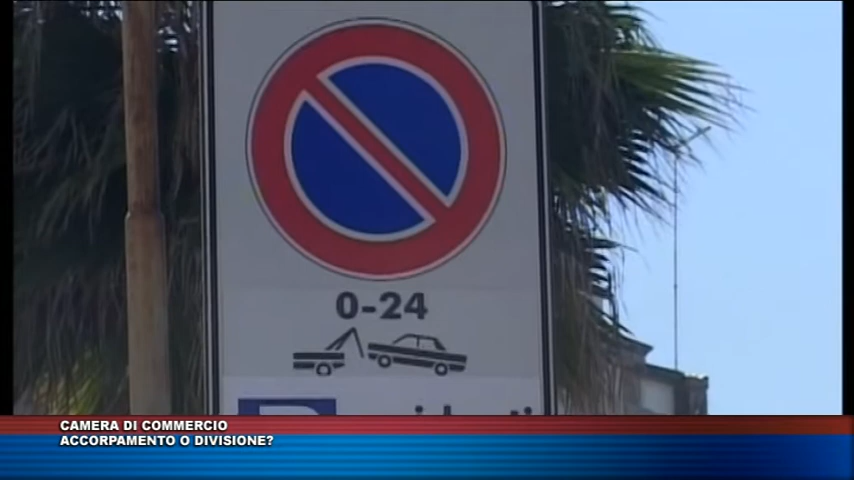 0-24
CAMERA DI COMMERCIO
ACCORPAMENTO O DIVISIONE?